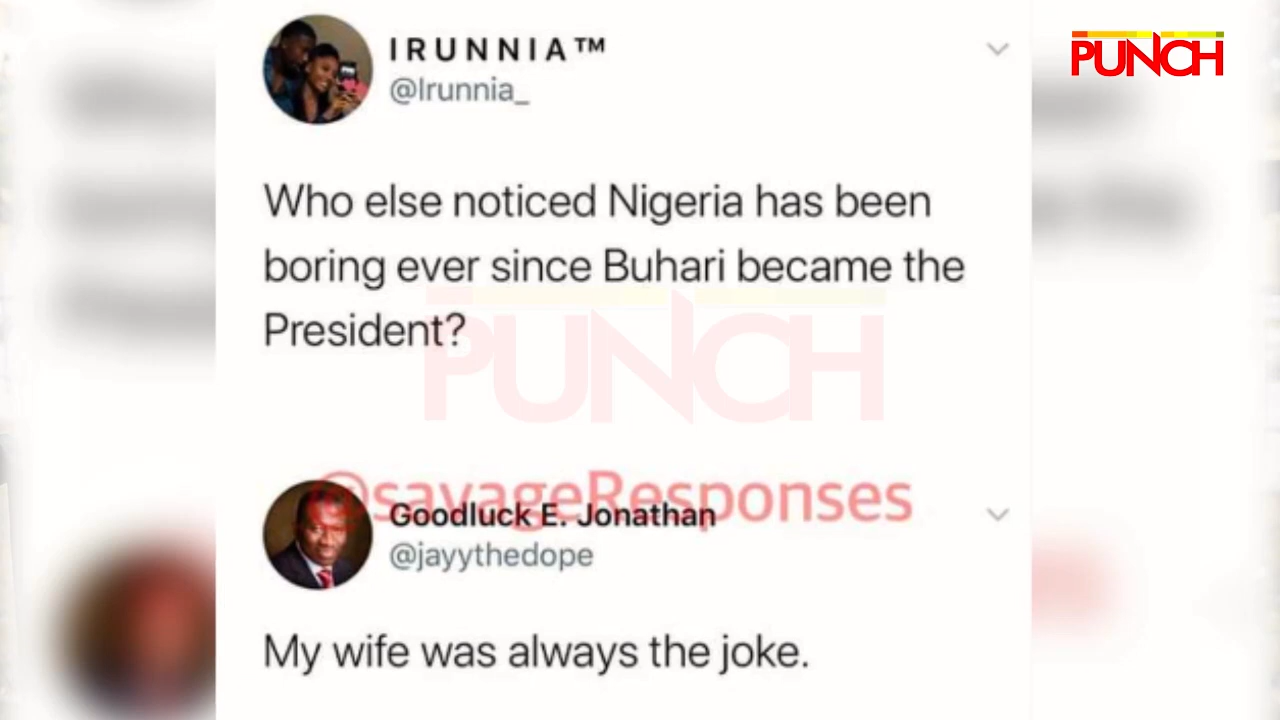 PUNCH
IRUNNIA™
@Irunnia_
Who else noticed Nigeria has been
boring ever since Buhari became the
President?
PUNCH
@savageResponses
Goodluck E. Jonathan
@jayythedope
My wife was always the joke.